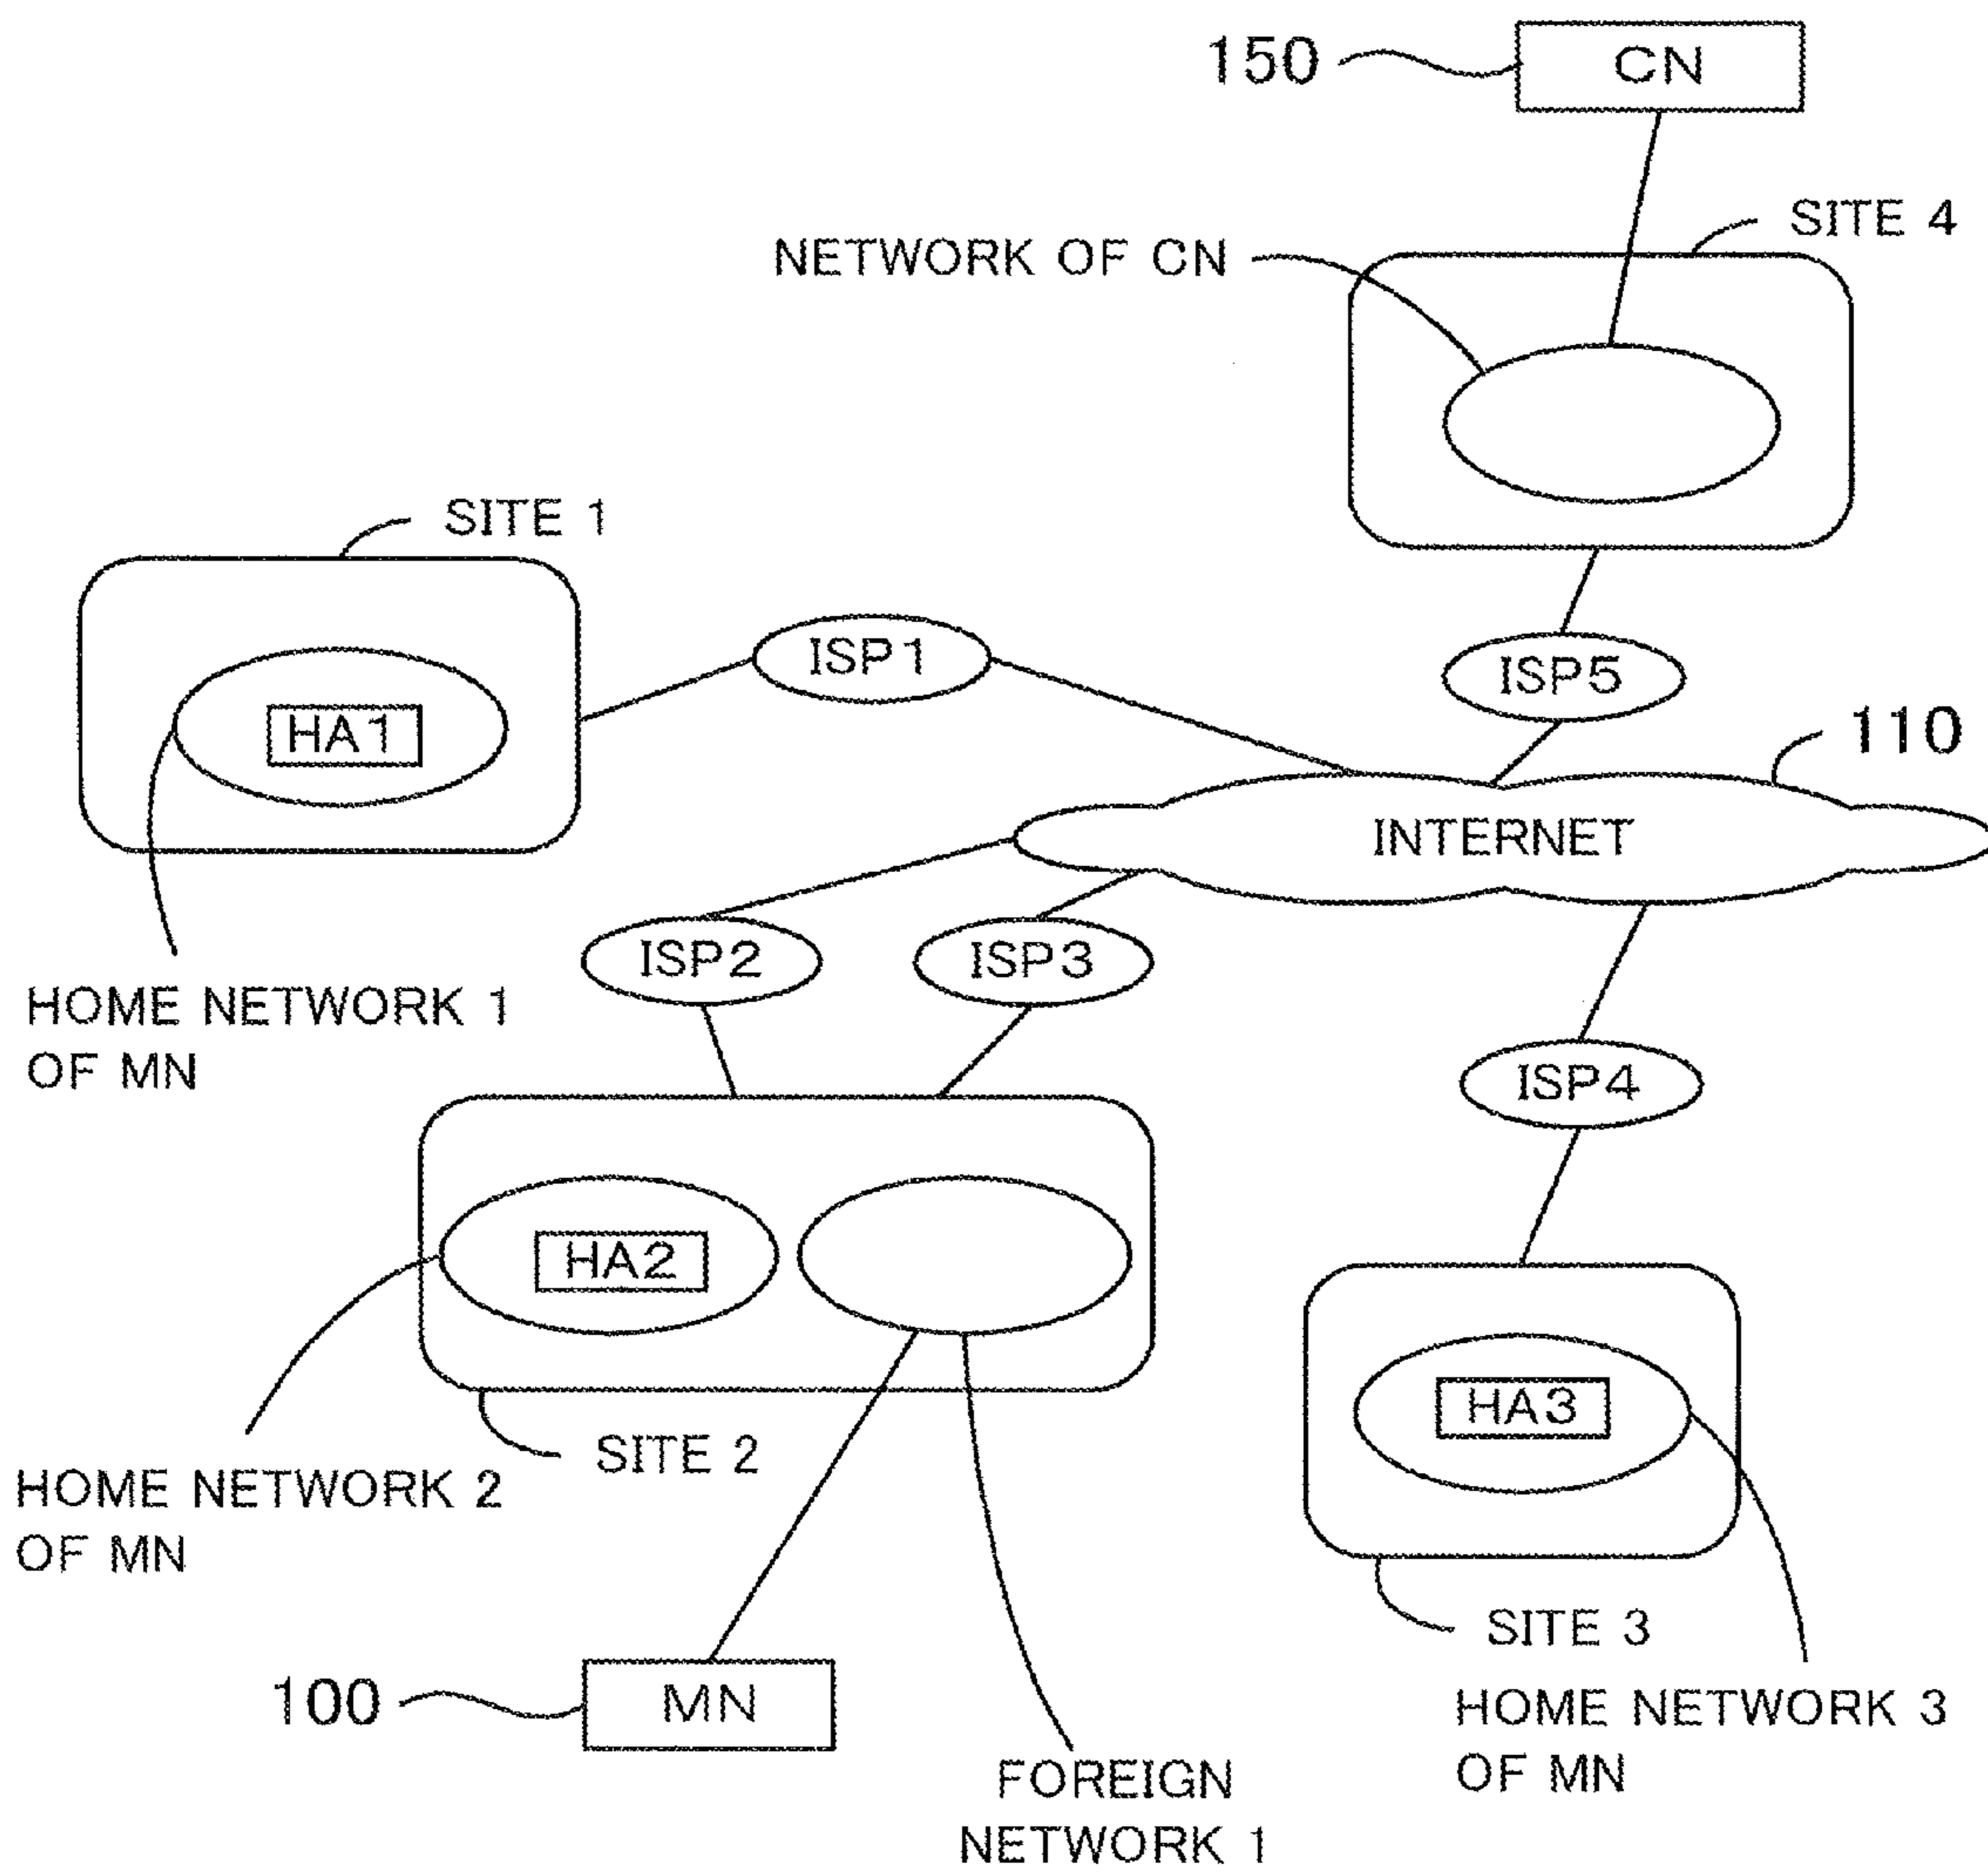 150
CN
SITE 4
NETWORK OF CN
SITE 1
ISP1
ISP5
HA1
110
INTERNET
ISP2
ISP3
HOME NETWORK 1
OF MN
ISP4
HA2
HA3
SITE 2
HOME NETWORK 2
OF MN
SITE 3
100
MN
HOME NETWORK 3
OF MN
FOREIGN
NETWORK 1